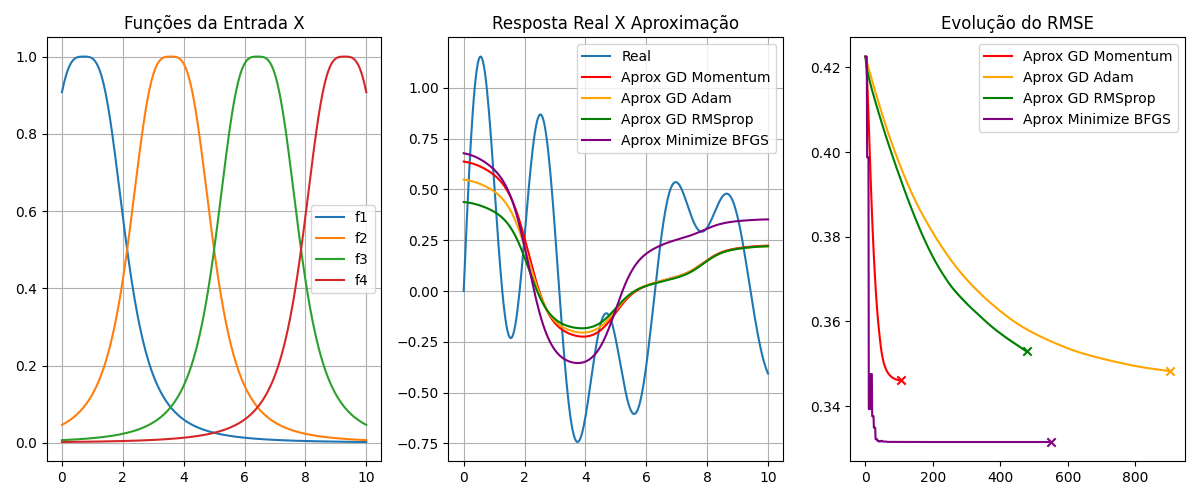 Funções da Entrada X
1.0
0.8
0.6
0.4
0.2
0.0
0 2 4 6 8 10
f1
f2
f3
f4
Resposta Real X Aproximação
1.00
0.75
0.50
0.25
0.00
−0.25
−0.50
−0.75
0 2 4 6 8 10
Real
Aprox GD Momentum
Aprox GD Adam
Aprox GD RMSprop
Aprox Minimize BFGS
Evolução do RMSE
0.42
0.40
0.38
0.36
0.34
0 200 400 600 800
Aprox GD Momentum
Aprox GD Adam
Aprox GD RMSprop
Aprox Minimize BFGS